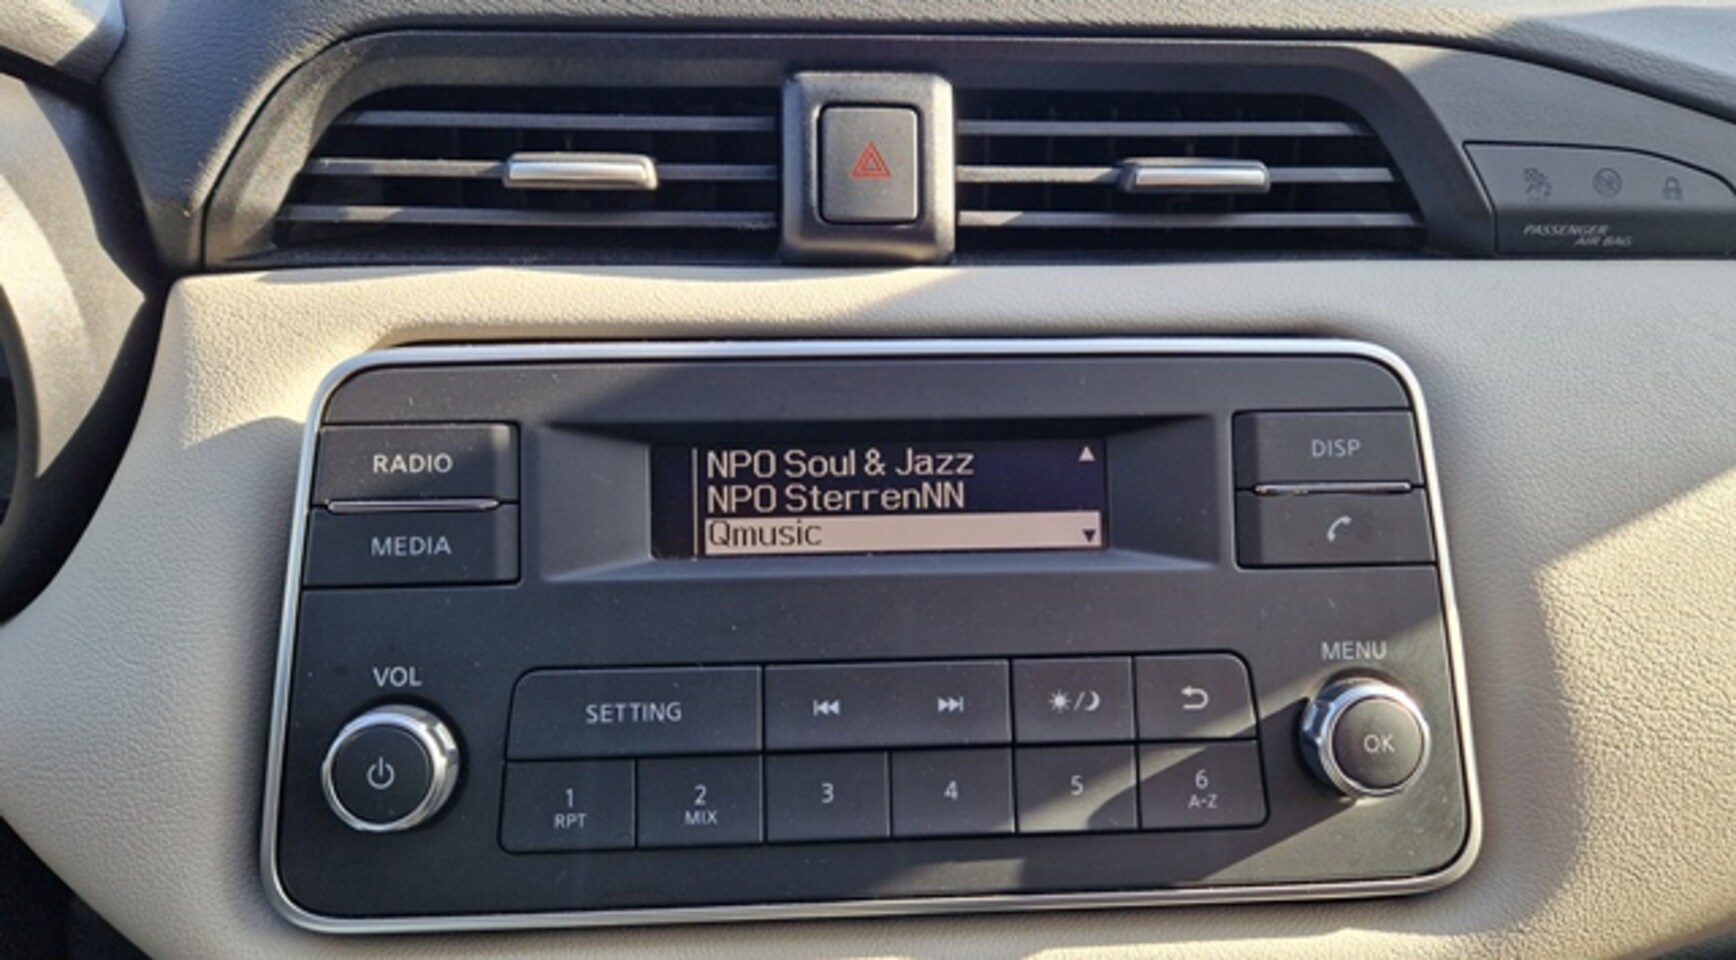 PASSENGER
AIR BAG
RADIO
MEDIA
NPO Soul & Jazz
NPO SterrenNN
Qmusic
DISP
VOL
MENU
SETTING
OK
1
RPT
2
MIX
3
4
5
6
A-Z